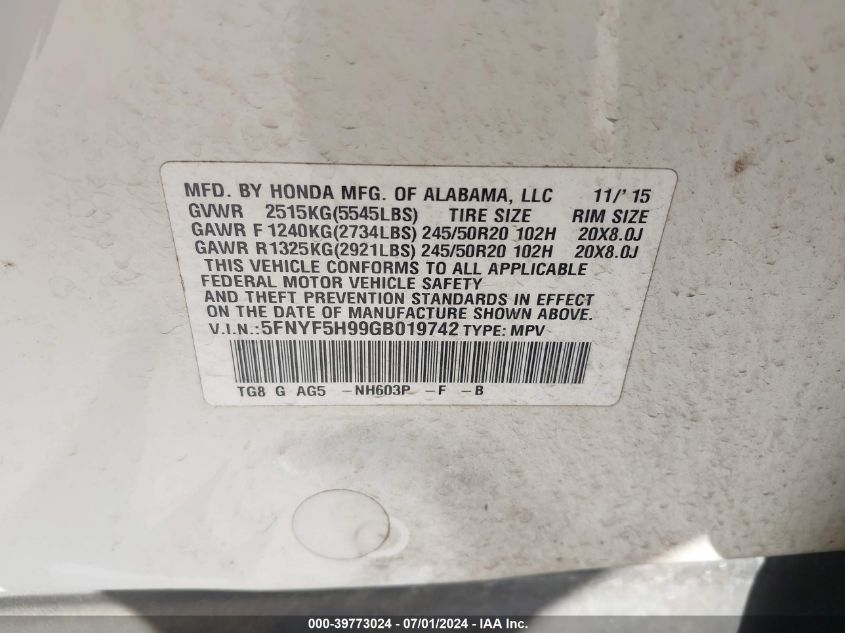 MFD. BY HONDA MFG. OF ALABAMA, LLC 11/' 15
GVWR 2515KG(5545LBS) TIRE SIZE RIM SIZE
GAWR F 1240KG(2734LBS) 245/50R20 102H 20X8.0J
GAWR R1325KG(2921LBS) 245/50R20 102H 20X8.0J
THIS VEHICLE CONFORMS TO ALL APPLICABLE
FEDERAL MOTOR VEHICLE SAFETY
AND THEFT PREVENTION STANDARDS IN EFFECT
ON THE DATE OF MANUFACTURE SHOWN ABOVE.
V.I.N.:5FNYF5H99GB019742 TYPE: MPV
TG8 G AG5 -NH603P -F -B
000-39773024 / 07/01/2024 - IAA Inc.